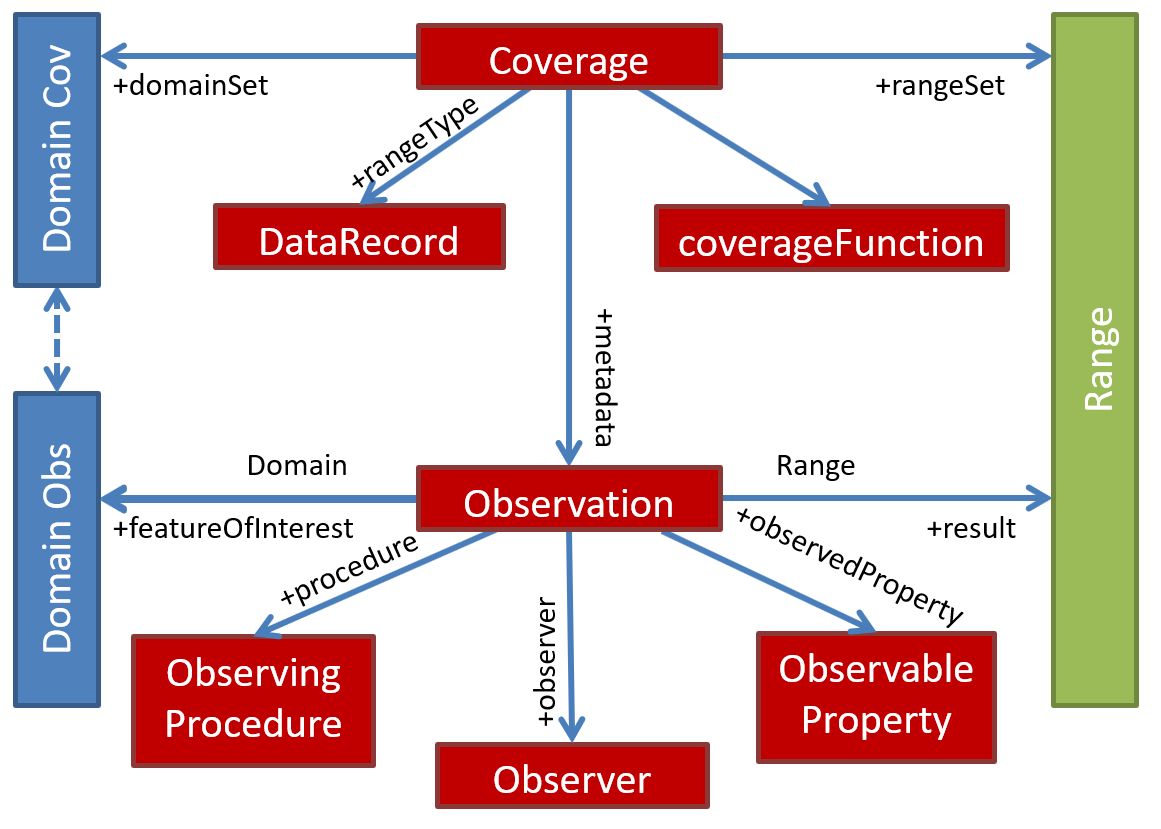 Coverage
Domain Cov
+domainSet
+rangeSet
+rangeType
DataRecord
coverageFunction
+metadata
Range
Domain Obs
Domain
Range
Observation
+featureOfInterest
+result
+procedure
+observer
+observedProperty
Observing
Procedure
Observable
Property
Observer